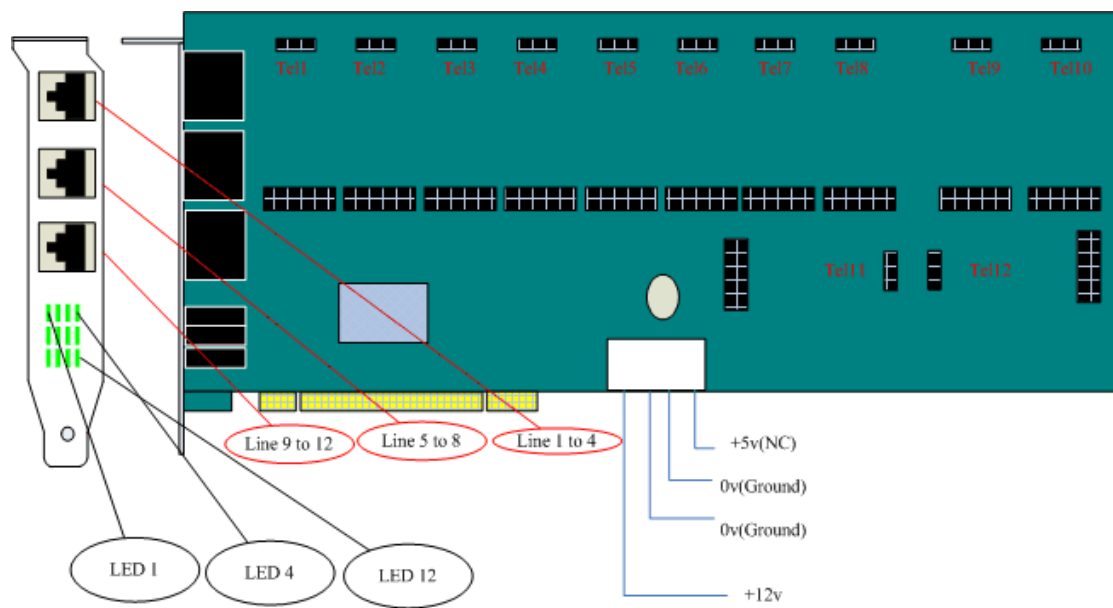 Tel1
Tel2
Tel3
Tel4
Tel5
Tel6
Tel7
Tel8
Tel9
Tel10
Tel11
Tel12
Line 9 to 12
Line 5 to 8
Line 1 to 4
+5v(NC)
0v(Ground)
0v(Ground)
+12v
LED 1
LED 4
LED 12